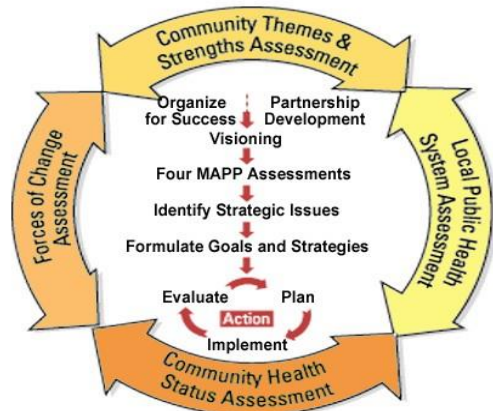 Community Themes &
Strengths Assessment
Organize
for Success
Partnership
Development
Visioning
Four MAPP Assessments
Identify Strategic Issues
Formulate Goals and Strategies
Evaluate
Plan
Action
Implement
Forces of Change
Assessment
Local Public Health
System Assessment
Community Health
Status Assessment